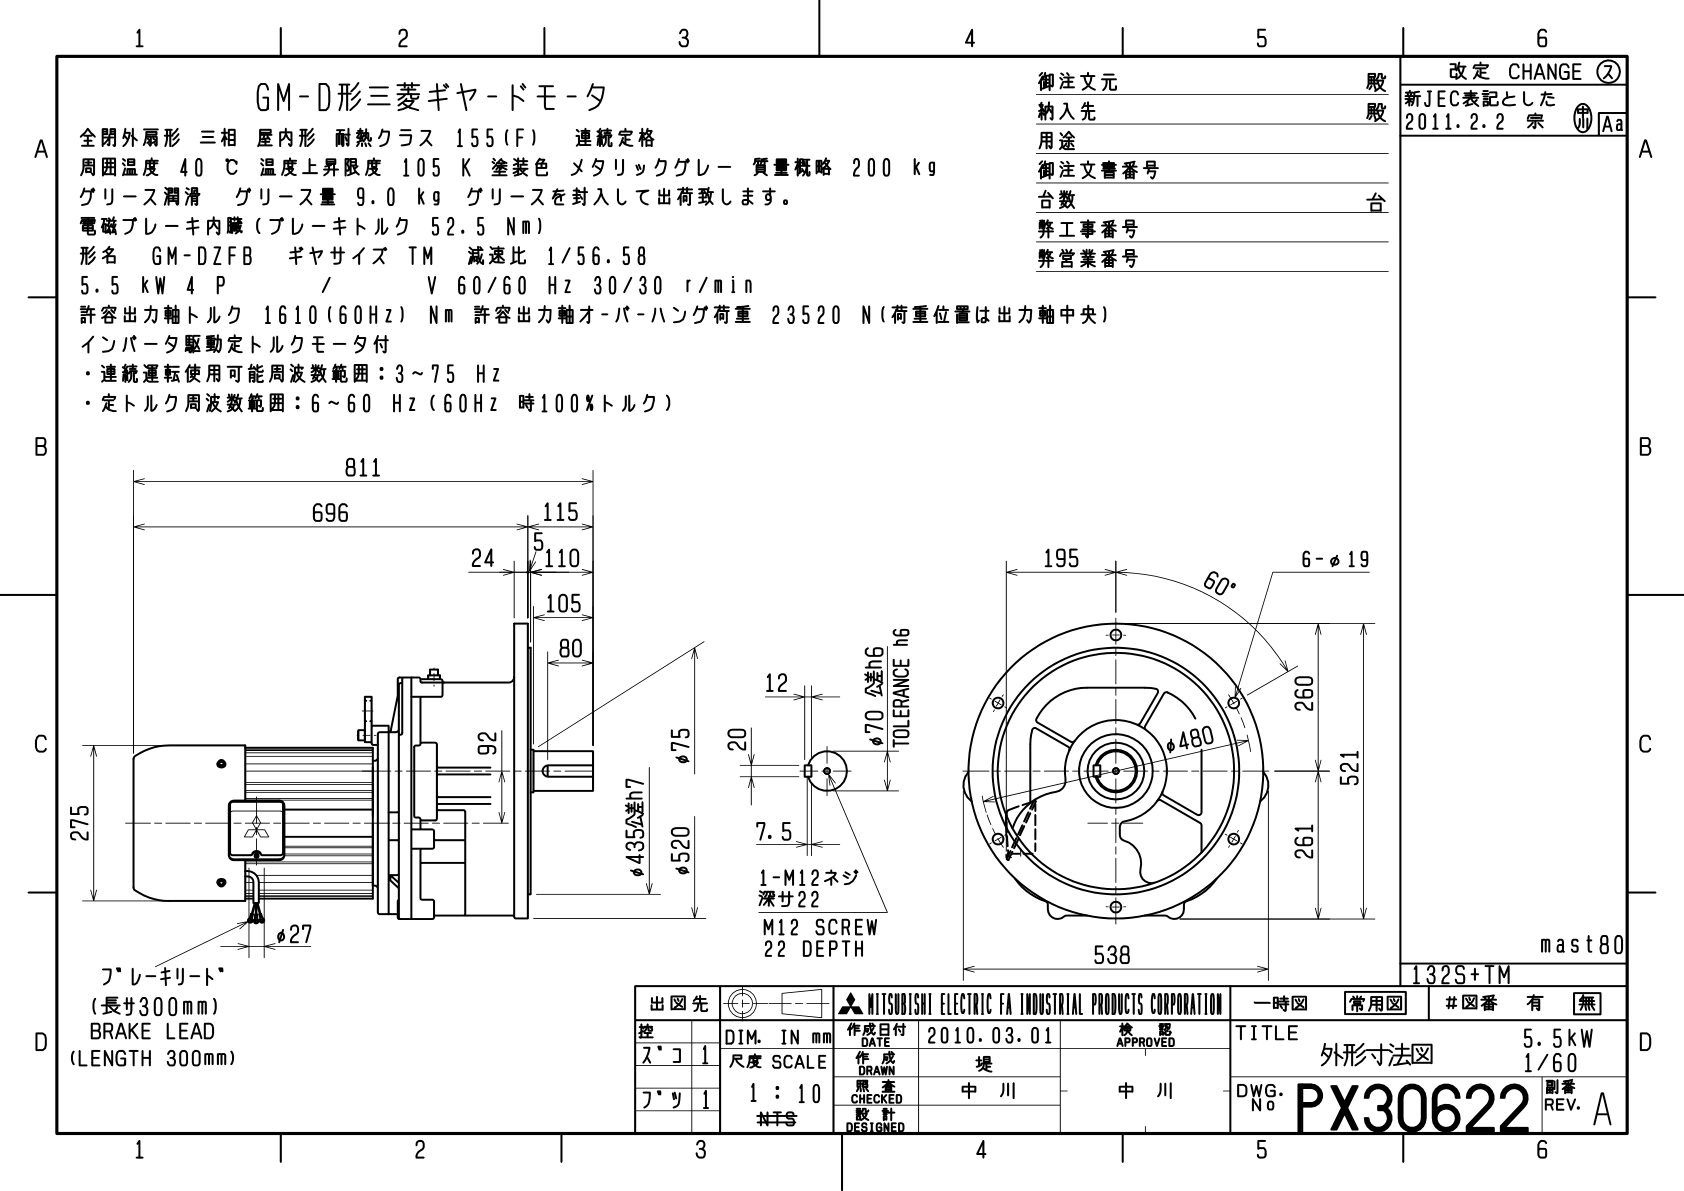 1 2 3 4 5 6
A
B
C
D
GM-D形三菱ギヤードモータ
全閉外扇形 三相 屋内形 耐熱クラス 155(F) 連続定格
周囲温度 40 ℃ 温度上昇限度 105 K 塗装色 メタリックグレー 質量概略 200 kg
グリース潤滑 グリース量 9.0 kg グリースを封入して出荷致します。
電磁ブレーキ内臓(ブレーキトルク 52.5 Nm)
形名 GM-DZFB ギヤサイズ TM 減速比 1/56.58
5.5 kW 4 P / V 60/60 Hz 30/30 r/min
許容出力軸トルク 1610(60Hz) Nm 許容出力軸オーバーハング荷重 23520 N(荷重位置は出力軸中央)
インバータ駆動定トルクモータ付
・連続運転使用可能周波数範囲：3~75 Hz
・定トルク周波数範囲：6~60 Hz(60Hz 時100%トルク)
御注文元 殿
納入先 殿
用途
御注文書番号
台数 台
弊工事番号
弊営業番号
改定 CHANGE ス
新JEC表記とした
2011.2.2 宗 Aa
A
B
C
D
811
696 115
5
24 110
105
80
92
275
φ27
φ75
φ435公差h7
φ520
ブレーキリード
(長サ300mm)
BRAKE LEAD
(LENGTH 300mm)
12
20
7.5
φ70 公差h6
TOLERANCE h6
1-M12ネジ
深サ22
M12 SCREW
22 DEPTH
195
60°
6-φ19
φ480
260
521
261
538
mast80
132S+TM
出図先
控
ズコ 1
ブツ 1
DIM. IN mm
尺度 SCALE
1 : 10
NTS
MITSUBISHI ELECTRIC FA INDUSTRIAL PRODUCTS CORPORATION
作成日付
DATE
2010.03.01
検 認
APPROVED
作 成
DRAWN
堤
照 査
CHECKED
中 川
中 川
設 計
DESIGNED
一時図 常用図 #図番 有 無
TITLE
外形寸法図
5.5kW
1/60
DWG.
No
PX30622
副番
REV.
A
1 2 3 4 5 6